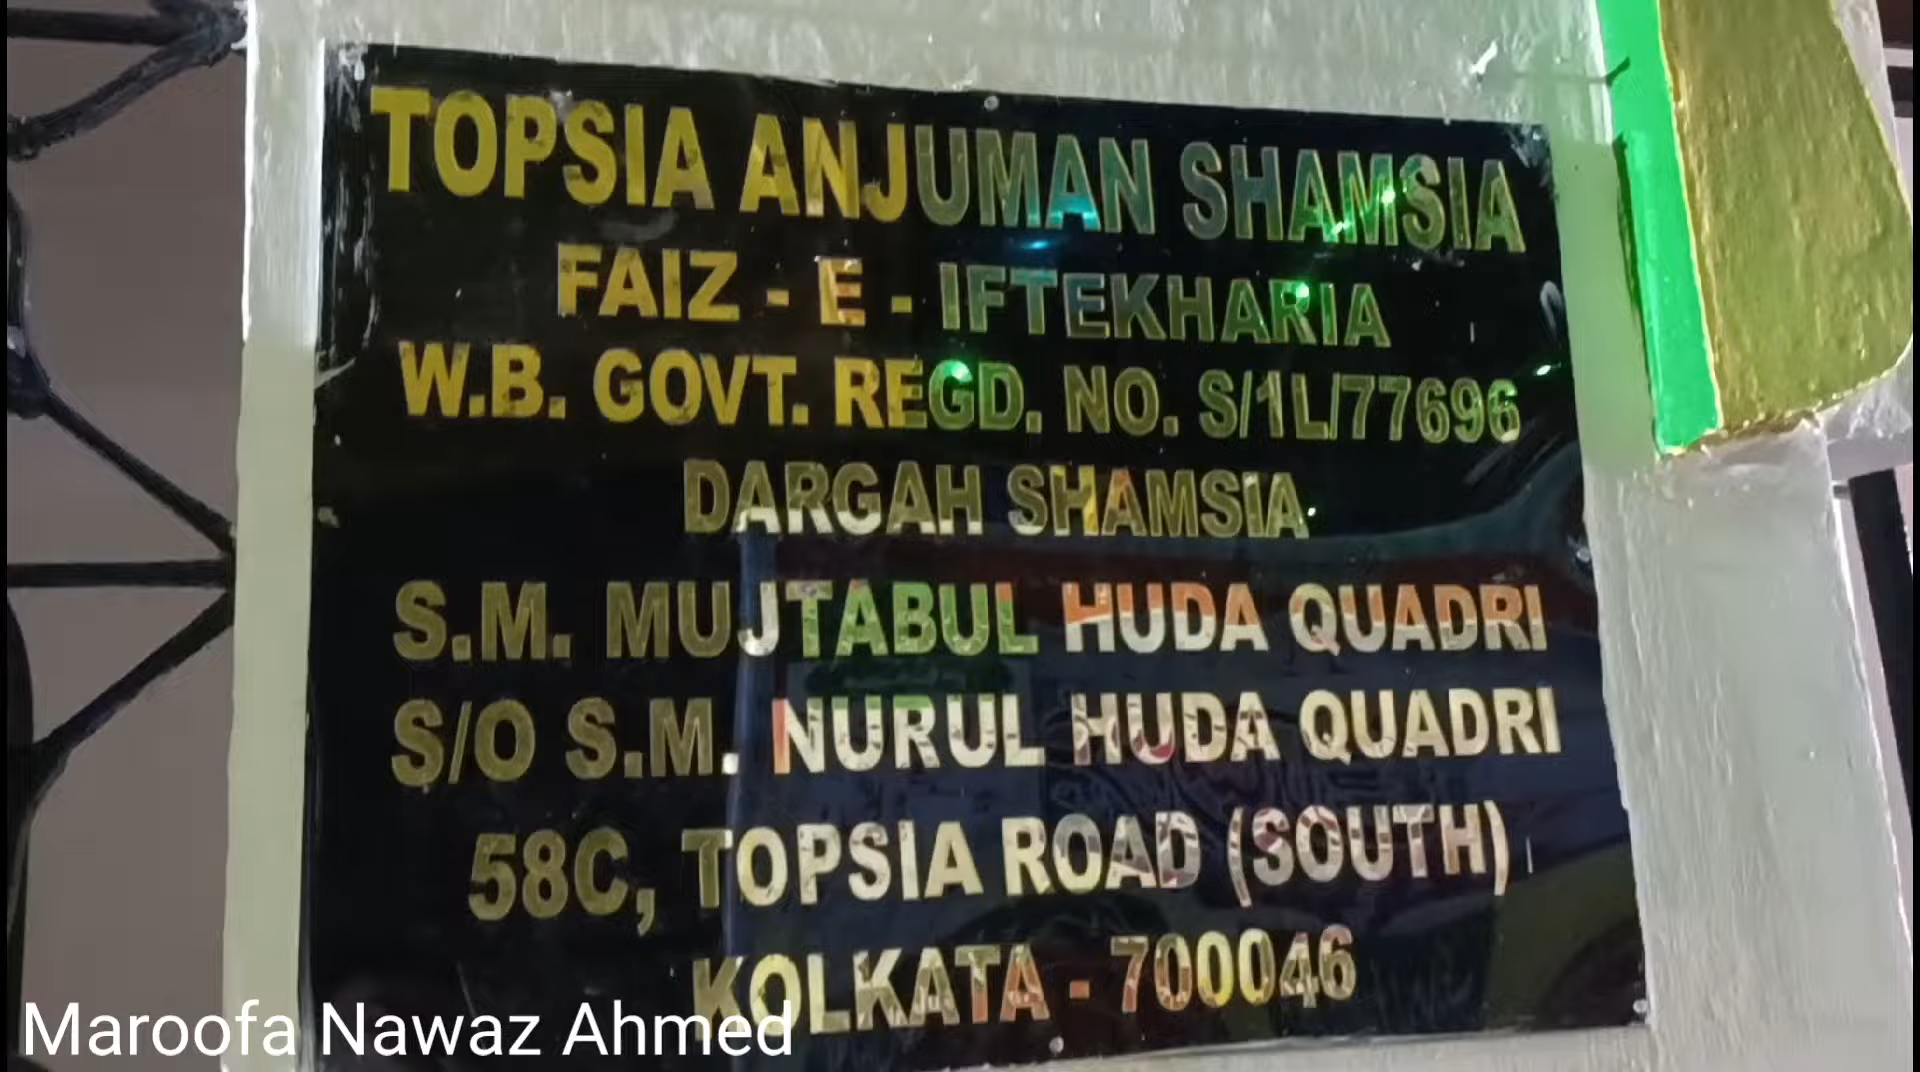 TOPSIA ANJUMAN SHAMSIA
FAIZ - E - IFTEKHARIA
W.B. GOVT. REGD. NO. S/1L/77696
DARGAH SHAMSIA
S.M. MUJTABUL HUDA QUADRI
S/O S.M. NURUL HUDA QUADRI
58C, TOPSIA ROAD (SOUTH)
KOLKATA - 700046
Maroofa Nawaz Ahmed